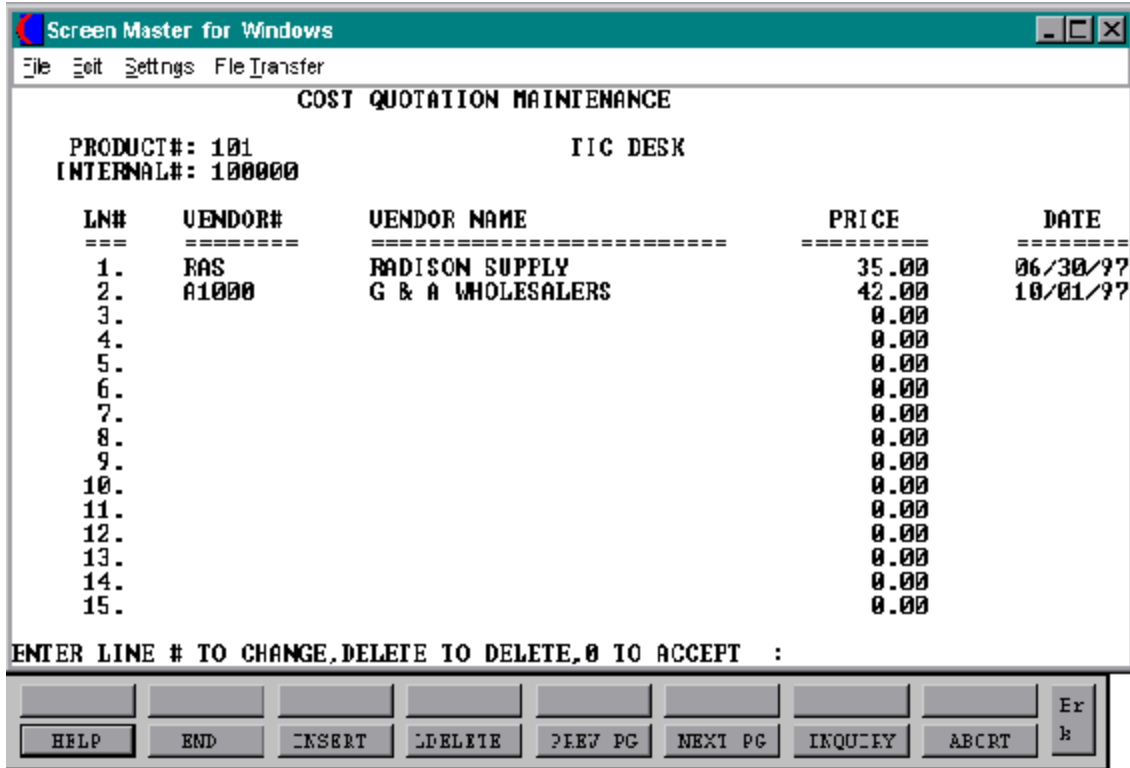 Screen Master for Windows
File Edit Settings File Transfer
COST QUOTATION MAINTENANCE
PRODUCT#: 101 TIC DESK
INTERNAL#: 100000
LN# VENDOR# VENDOR NAME PRICE DATE
=== ======== ========================= ========= ========
1. RAS RADISON SUPPLY 35.00 06/30/97
2. A1000 G & A WHOLESALERS 42.00 10/01/97
3. 0.00
4. 0.00
5. 0.00
6. 0.00
7. 0.00
8. 0.00
9. 0.00
10. 0.00
11. 0.00
12. 0.00
13. 0.00
14. 0.00
15. 0.00
ENTER LINE # TO CHANGE,DELETE TO DELETE,0 TO ACCEPT :
Er
HELP END INSERT DELETE PREV PG NEXT PG INQUIRY ABORT k